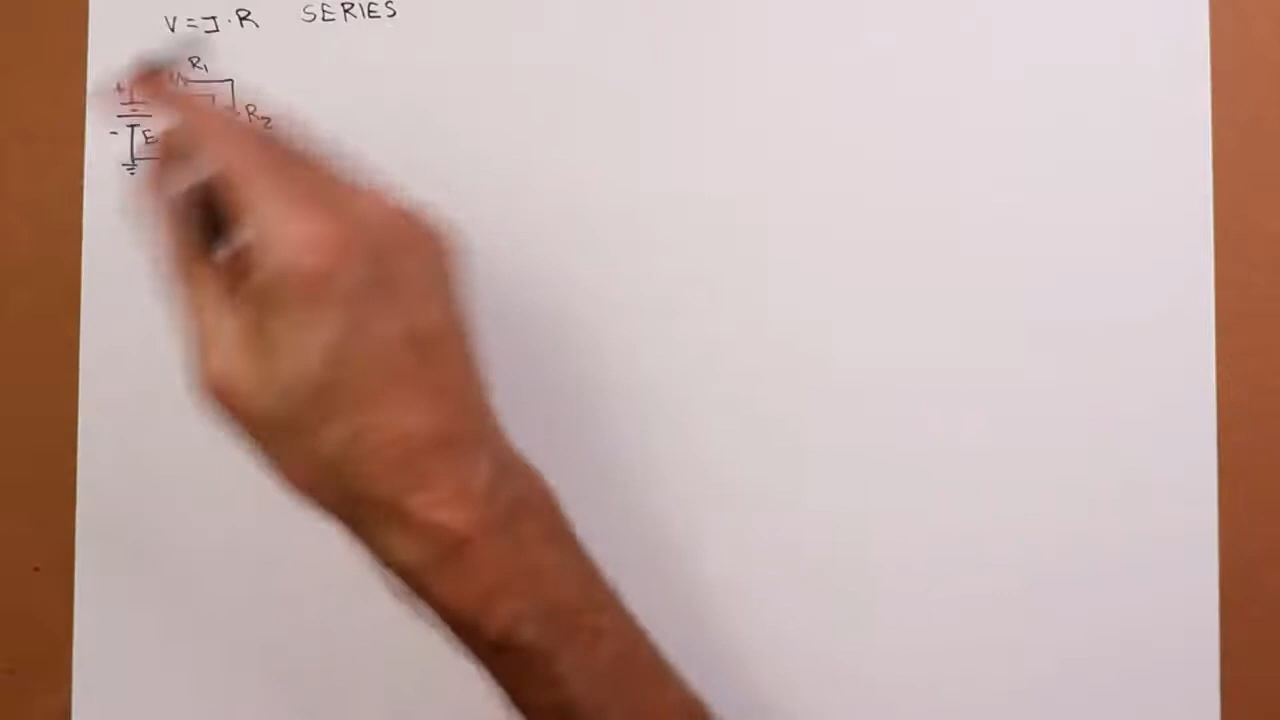 V = I · R SERIES
R₁
+
R₂
- E